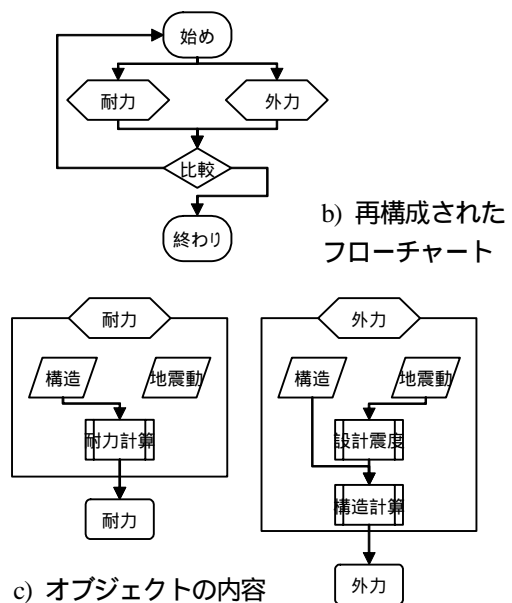 始め
耐力
外力
比較
終わり
b) 再構成された
フローチャート
耐力
構造
地震動
耐力計算
耐力
外力
構造
地震動
設計震度
構造計算
外力
c) オブジェクトの内容